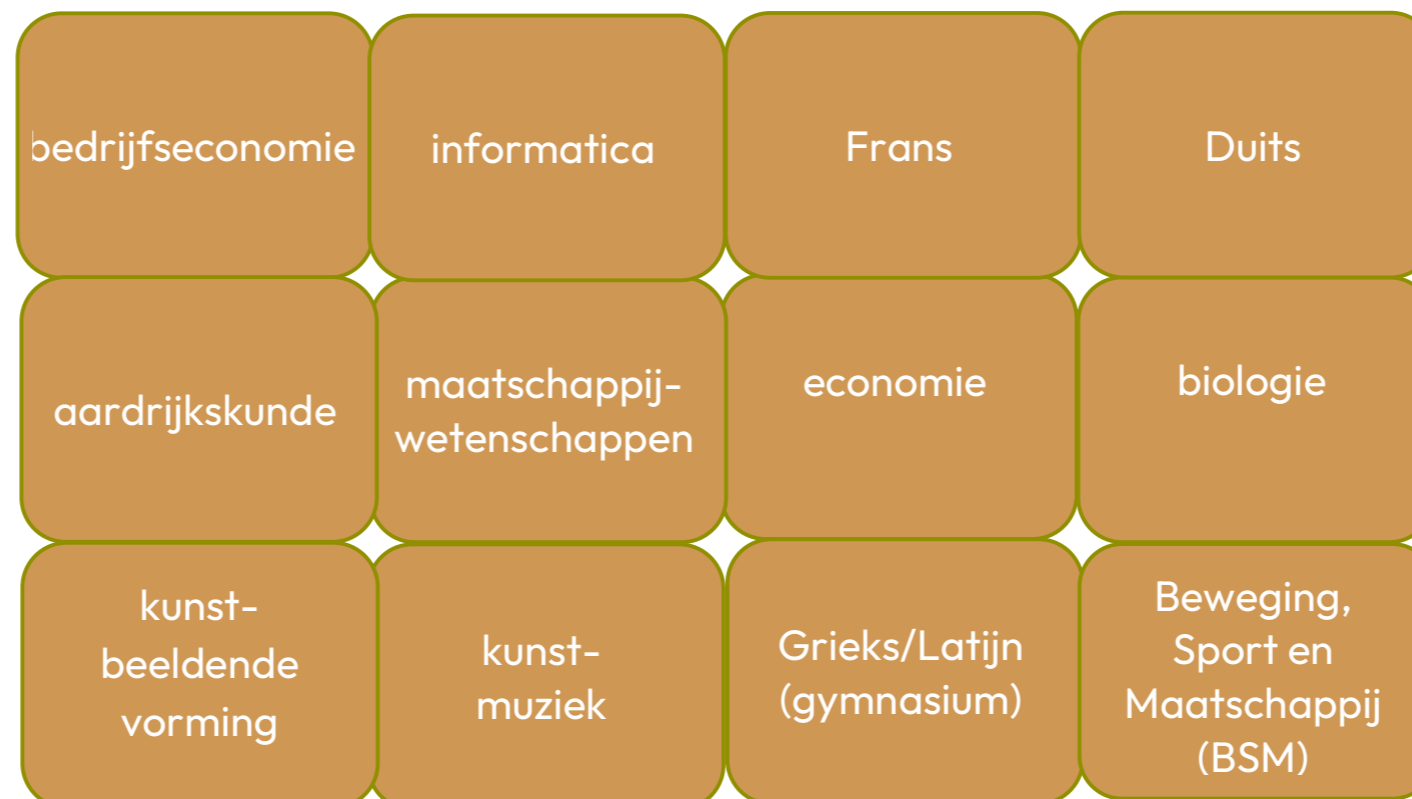 bedrijfseconomie
informatica
Frans
Duits
aardrijkskunde
maatschappij-
wetenschappen
economie
biologie
kunst-
beeldende
vorming
kunst-
muziek
Grieks/Latijn
(gymnasium)
Beweging,
Sport en
Maatschappij
(BSM)